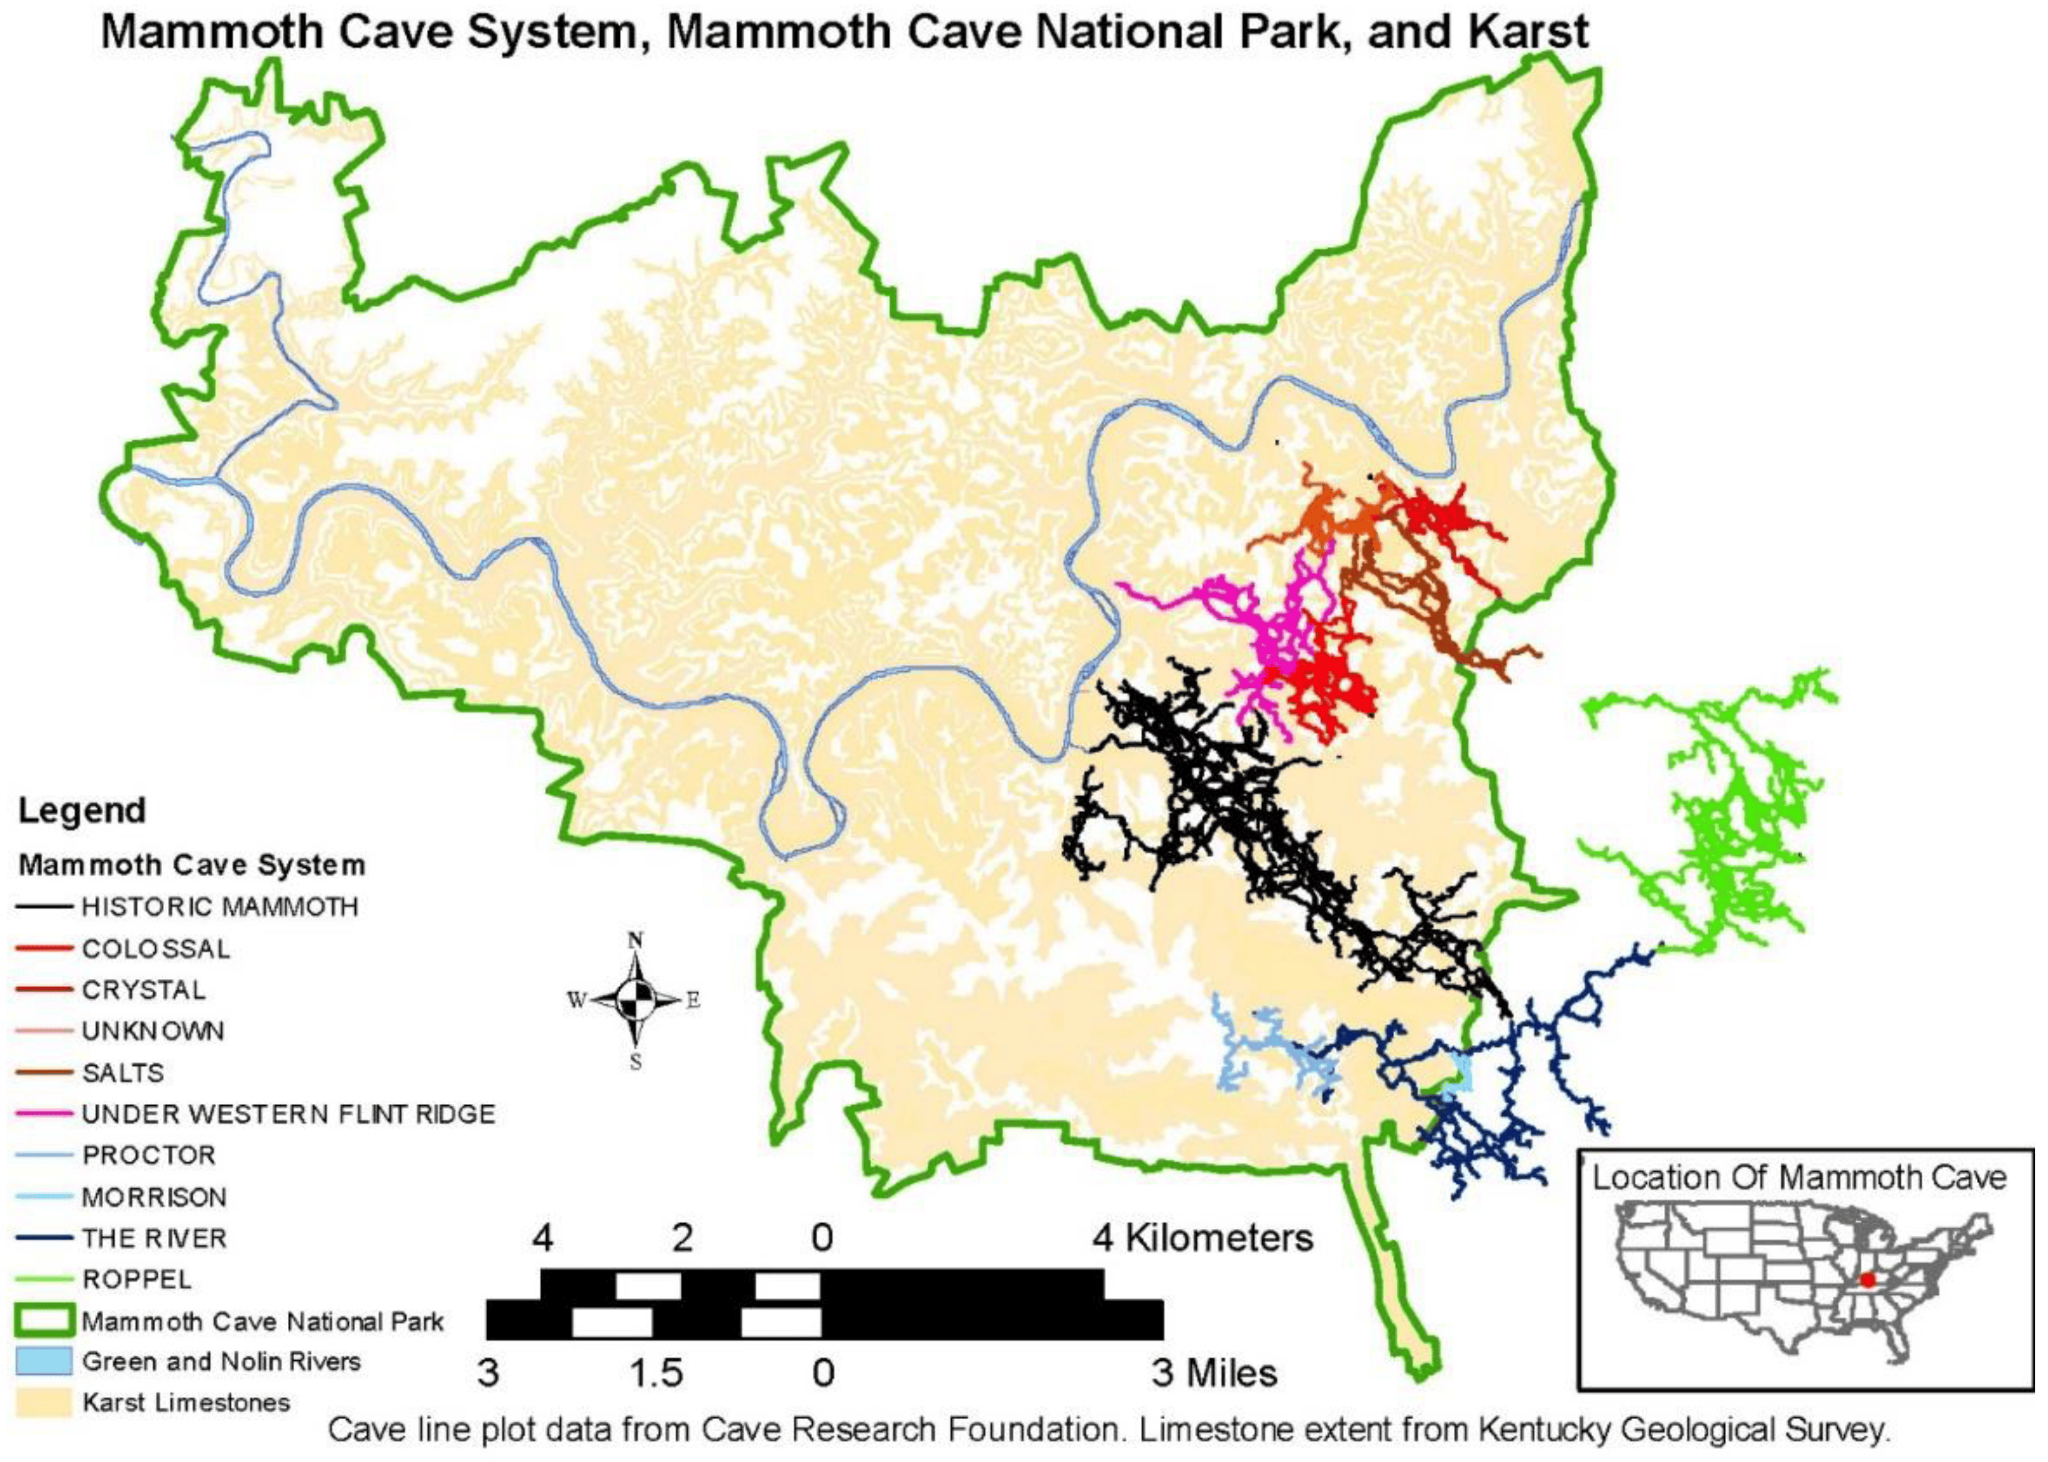 Mammoth Cave System, Mammoth Cave National Park, and Karst
Legend
Mammoth Cave System
HISTORIC MAMMOTH
COLOSSAL
CRYSTAL
UNKNOWN
SALTS
UNDER WESTERN FLINT RIDGE
PROCTOR
MORRISON
THE RIVER
ROPPEL
Mammoth Cave National Park
Green and Nolin Rivers
Karst Limestones
N
W E
S
4 2 0 4 Kilometers
3 1.5 0 3 Miles
Location Of Mammoth Cave
Cave line plot data from Cave Research Foundation. Limestone extent from Kentucky Geological Survey.